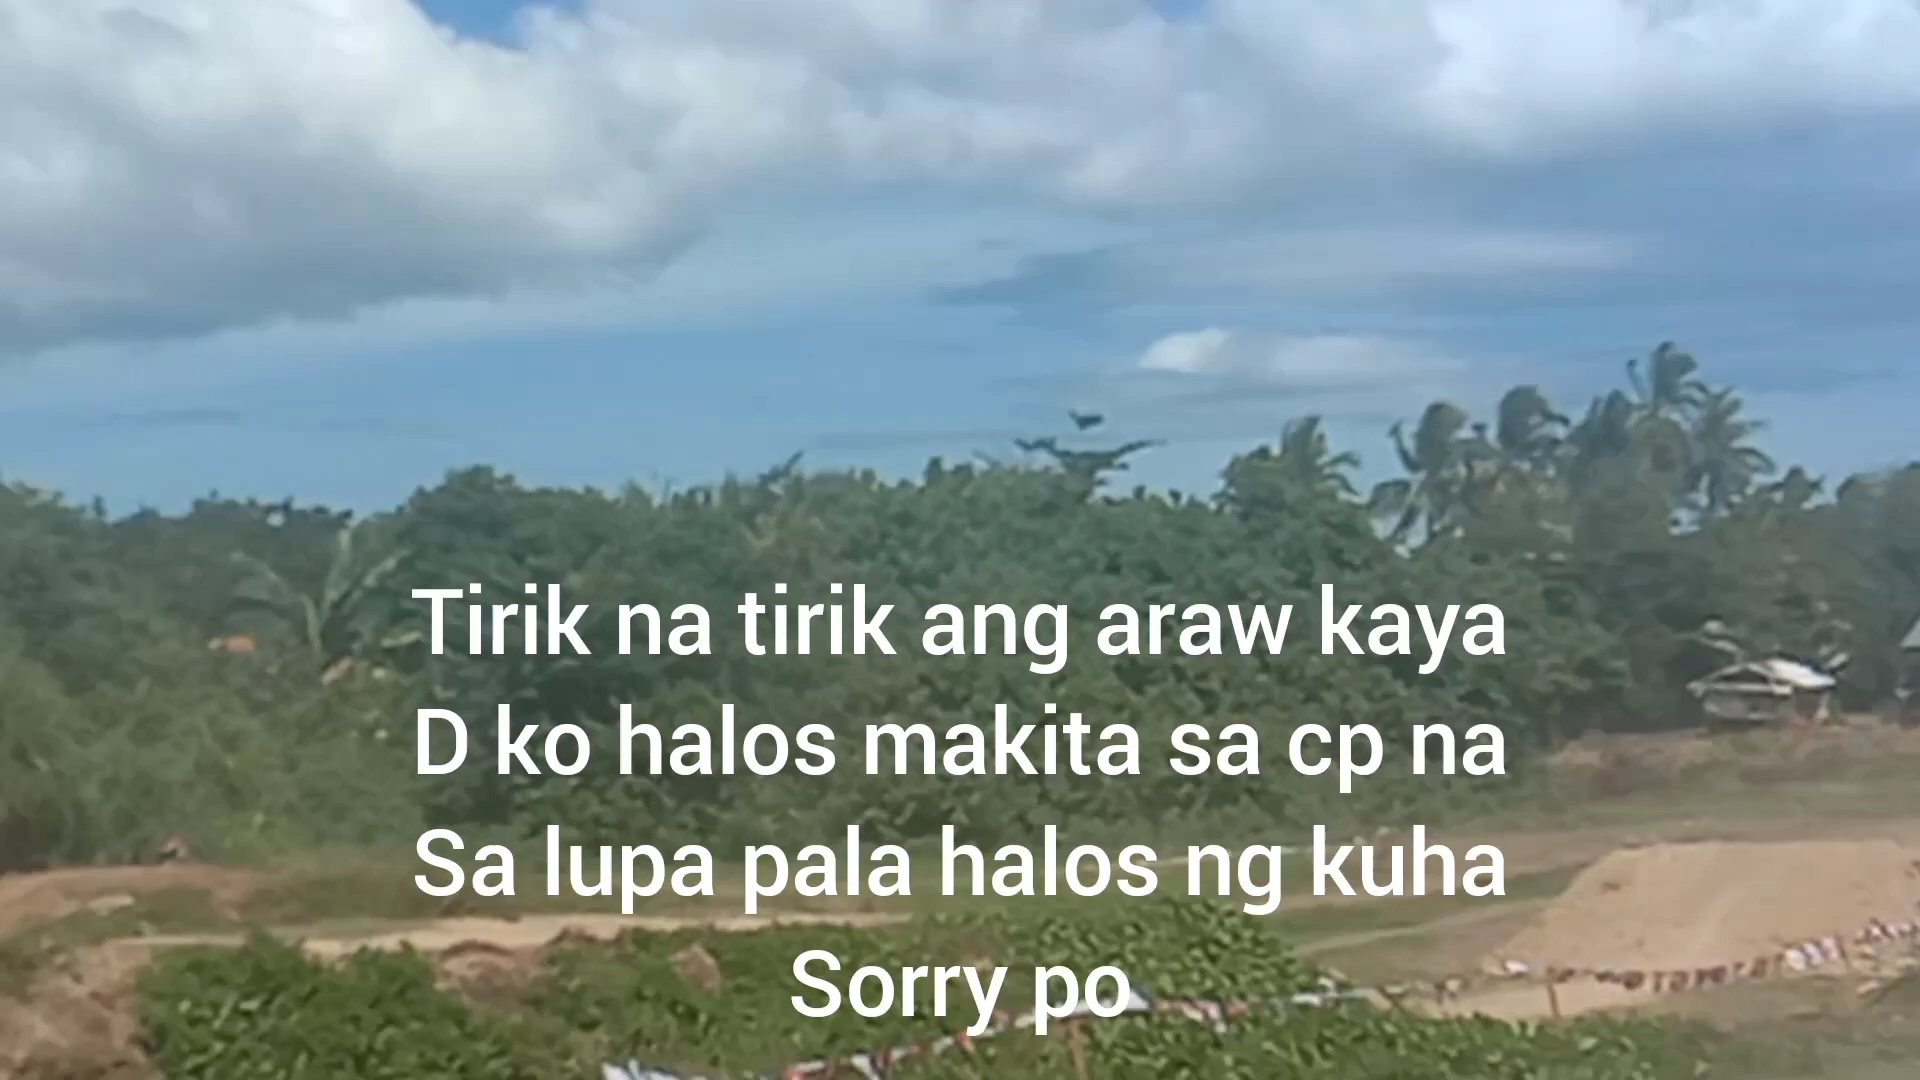 Tirik na tirik ang araw kaya
D ko halos makita sa cp na
Sa lupa pala halos ng kuha
Sorry po